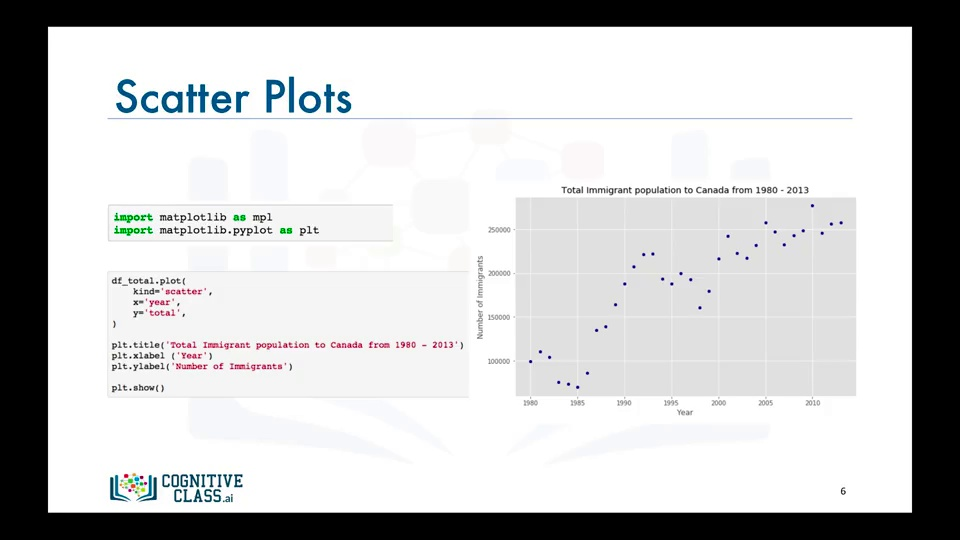 Scatter Plots
import matplotlib as mpl
import matplotlib.pyplot as plt
df_total.plot(
    kind='scatter',
    x='year',
    y='total',
)
plt.title('Total Immigrant population to Canada from 1980 - 2013')
plt.xlabel ('Year')
plt.ylabel('Number of Immigrants')
plt.show()
Total Immigrant population to Canada from 1980 - 2013
Number of Immigrants
250000
200000
150000
100000
1980 1985 1990 1995 2000 2005 2010
Year
COGNITIVE
CLASS.ai
6